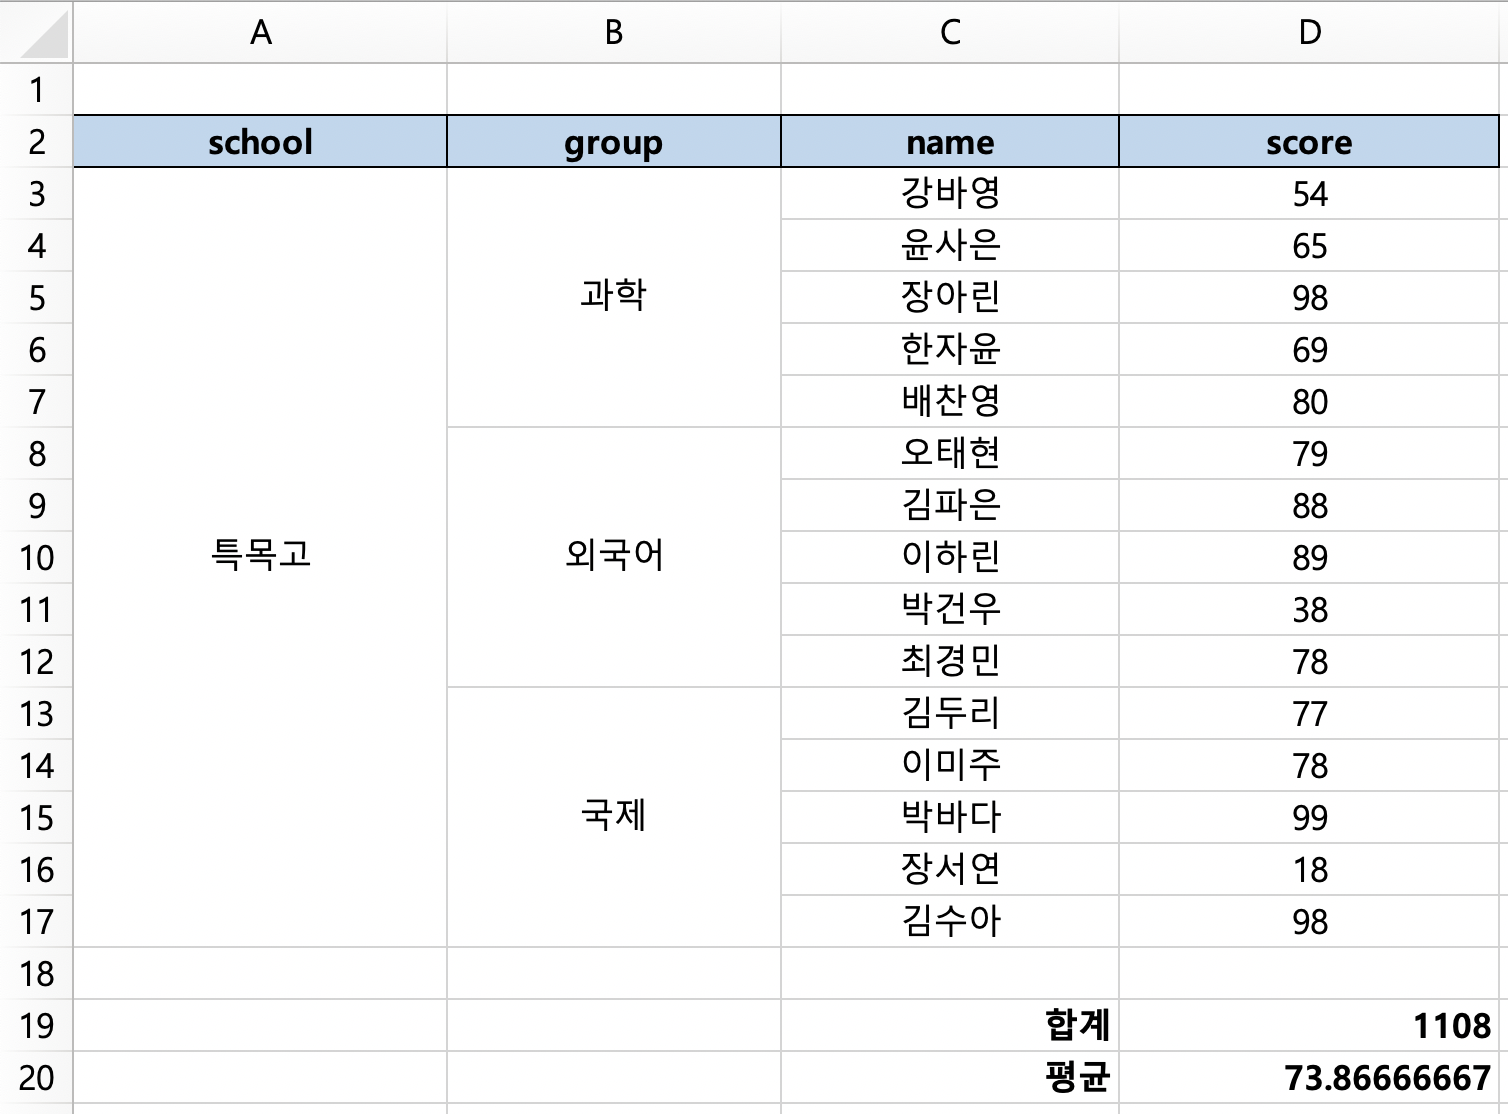 A B C D
1
2 school group name score
3 강바영 54
4 윤사은 65
5 과학 장아린 98
6 한자윤 69
7 배찬영 80
8 오태현 79
9 김파은 88
10 특목고 외국어 이하린 89
11 박건우 38
12 최경민 78
13 김두리 77
14 이미주 78
15 국제 박바다 99
16 장서연 18
17 김수아 98
18
19 합계 1108
20 평균 73.86666667